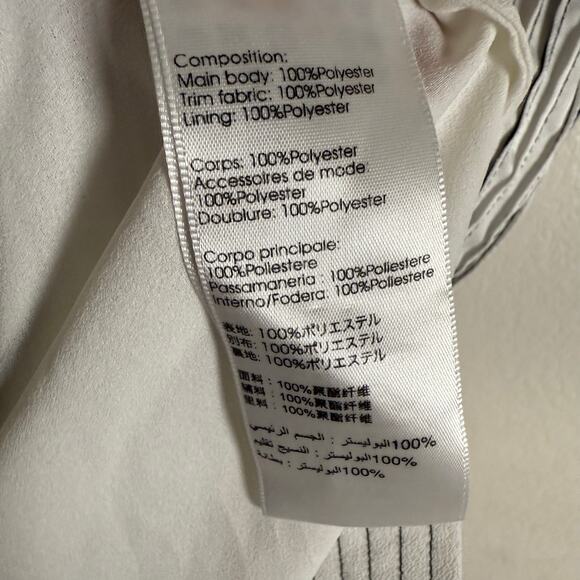 Composition:
Main body: 100%Polyester
Trim fabric: 100%Polyester
Lining: 100%Polyester
Corps: 100%Polyester
Accessoires de mode
100%Polyester
Doublure: 100%Polyester
Corpo principale:
100%Poliestere
Passamaneria : 100%Poliestere
Interno/Fodera: 100%Poliestere
表地: 100%ポリエステル
別布: 100%ポリエステル
裏地: 100%ポリエステル
面料 : 100%聚酯纤维
辅料 : 100%聚酯纤维
里料 : 100%聚酯纤维
100%البوليستر : الجسم الرئيسي
100%البوليستر : النسيج تقليم
100%البوليستر : بطانة